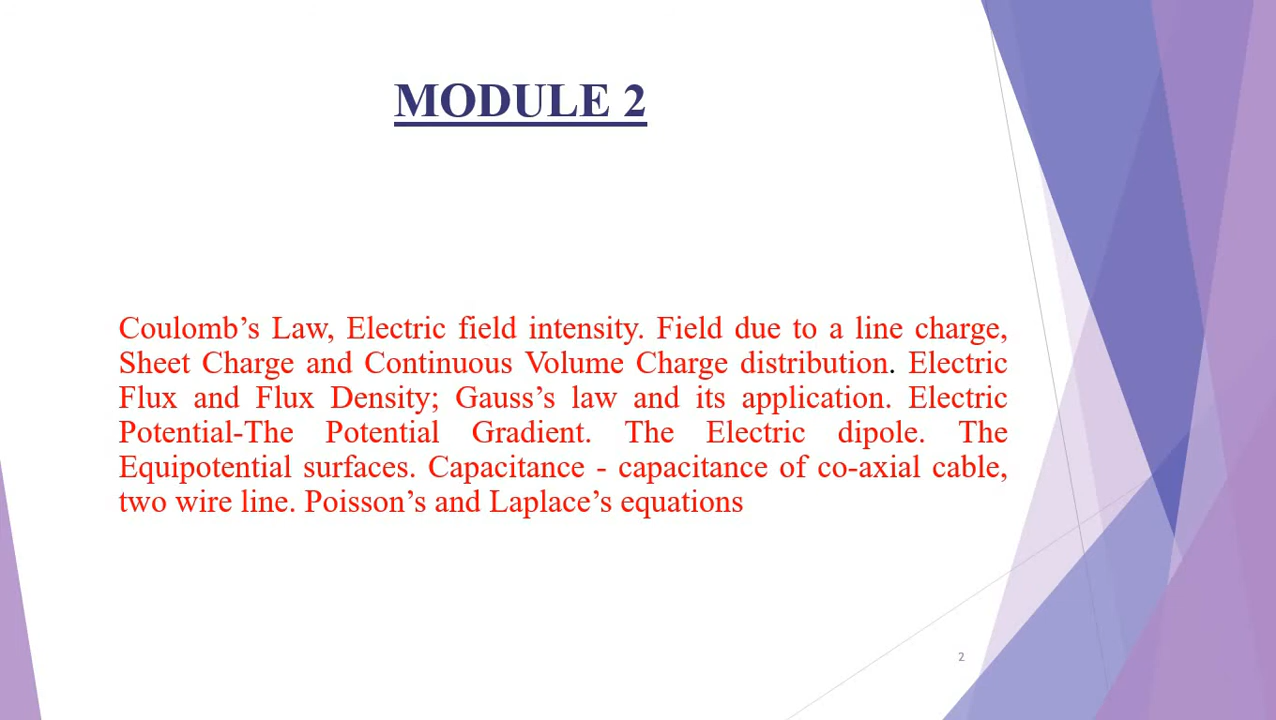 MODULE 2
Coulomb’s Law, Electric field intensity. Field due to a line charge,
Sheet Charge and Continuous Volume Charge distribution. Electric
Flux and Flux Density; Gauss’s law and its application. Electric
Potential-The Potential Gradient. The Electric dipole. The
Equipotential surfaces. Capacitance - capacitance of co-axial cable,
two wire line. Poisson’s and Laplace’s equations
2